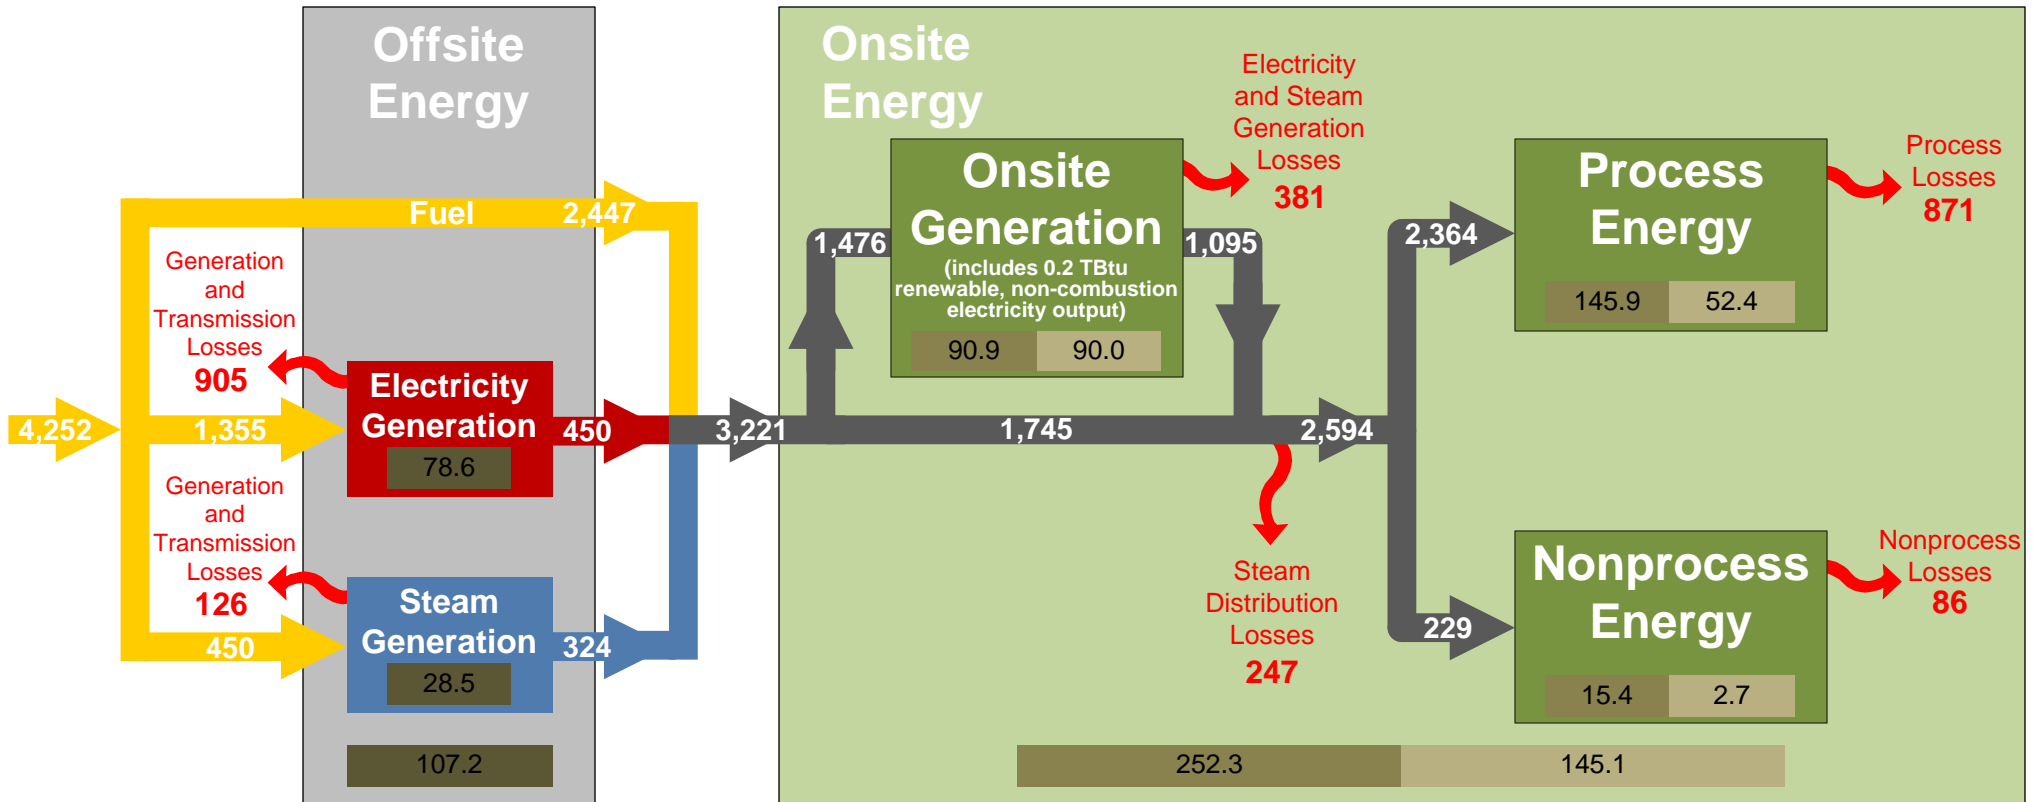 Offsite
Energy
Onsite
Energy
Fuel
2,447
Generation
and
Transmission
Losses
905
4,252
1,355
Electricity
Generation
78.6
450
Generation
and
Transmission
Losses
126
450
Steam
Generation
28.5
324
107.2
3,221
1,476
Onsite
Generation
(includes 0.2 TBtu
renewable, non-combustion
electricity output)
90.9
90.0
1,095
Electricity
and Steam
Generation
Losses
381
1,745
2,594
Steam
Distribution
Losses
247
2,364
Process
Energy
145.9
52.4
Process
Losses
871
229
Nonprocess
Energy
15.4
2.7
Nonprocess
Losses
86
252.3
145.1